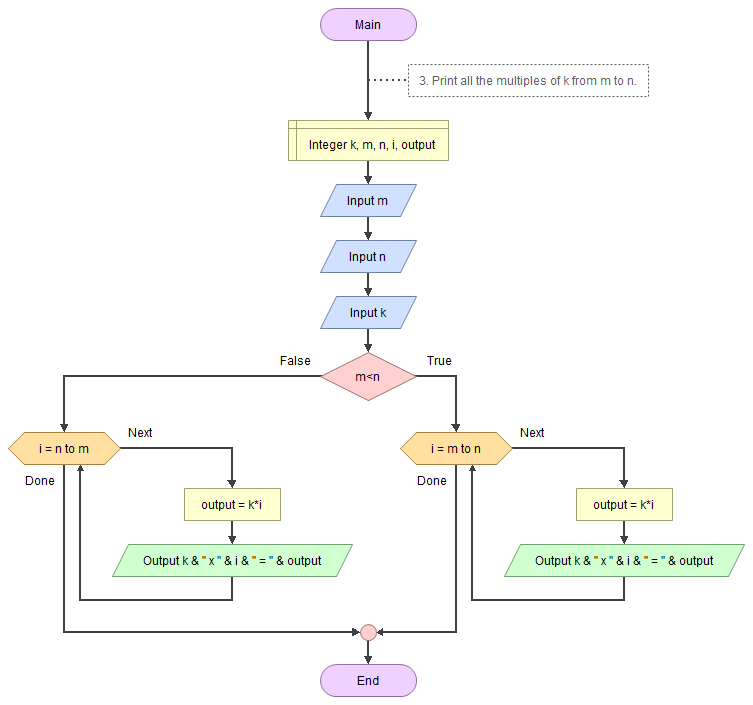 Main
3. Print all the multiples of k from m to n.
Integer k, m, n, i, output
Input m
Input n
Input k
False
True
m<n
i = n to m
Next
Done
output = k*i
Output k & " x " & i & " = " & output
i = m to n
Next
Done
output = k*i
Output k & " x " & i & " = " & output
End